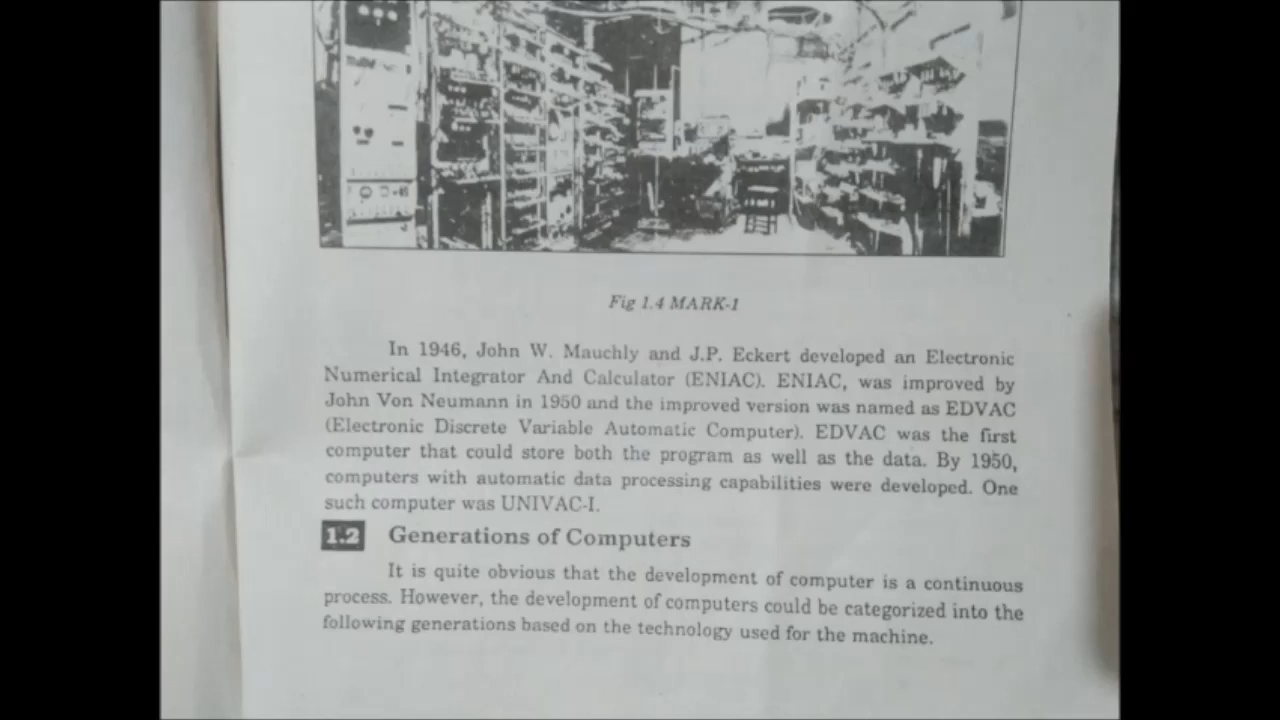 Fig 1.4 MARK-1
In 1946, John W. Mauchly and J.P. Eckert developed an Electronic
Numerical Integrator And Calculator (ENIAC). ENIAC, was improved by
John Von Neumann in 1950 and the improved version was named as EDVAC
(Electronic Discrete Variable Automatic Computer). EDVAC was the first
computer that could store both the program as well as the data. By 1950,
computers with automatic data processing capabilities were developed. One
such computer was UNIVAC-I.
1.2 Generations of Computers
It is quite obvious that the development of computer is a continuous
process. However, the development of computers could be categorized into the
following generations based on the technology used for the machine.